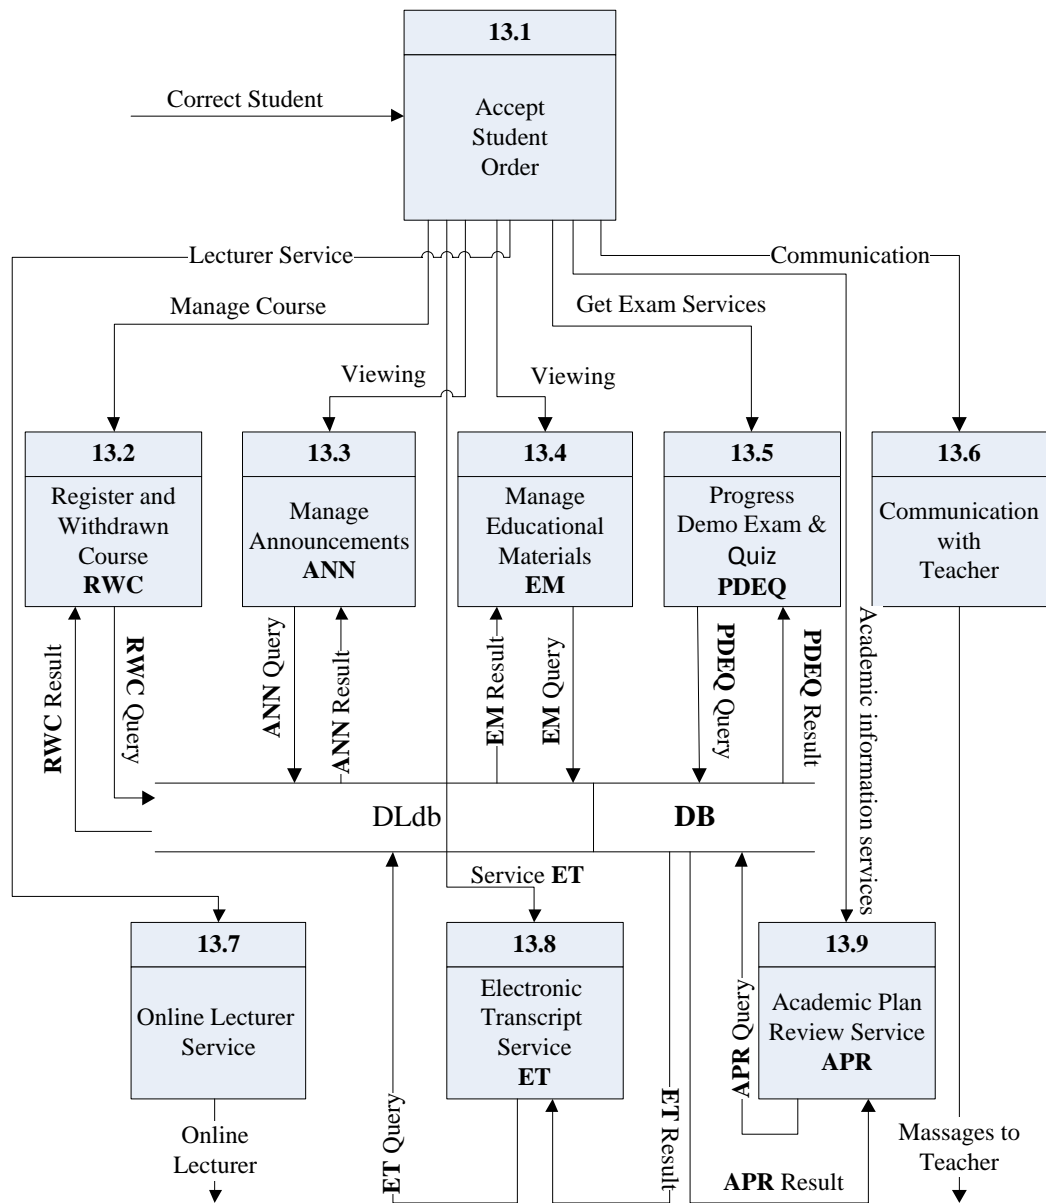 13.1
Accept
Student
Order
Correct Student
Lecturer Service
Communication
Manage Course
Get Exam Services
Viewing
Viewing
13.2
Register and
Withdrawn
Course
RWC
13.3
Manage
Announcements
ANN
13.4
Manage
Educational
Materials
EM
13.5
Progress
Demo Exam &
Quiz
PDEQ
13.6
Communication
with
Teacher
RWC Result
RWC Query
ANN Query
ANN Result
EM Result
EM Query
PDEQ Query
PDEQ Result
Academic information services
DLdb
DB
Service ET
13.7
Online Lecturer
Service
13.8
Electronic
Transcript
Service
ET
13.9
Academic Plan
Review Service
APR
Online
Lecturer
ET Query
ET Result
APR Query
APR Result
Massages to
Teacher